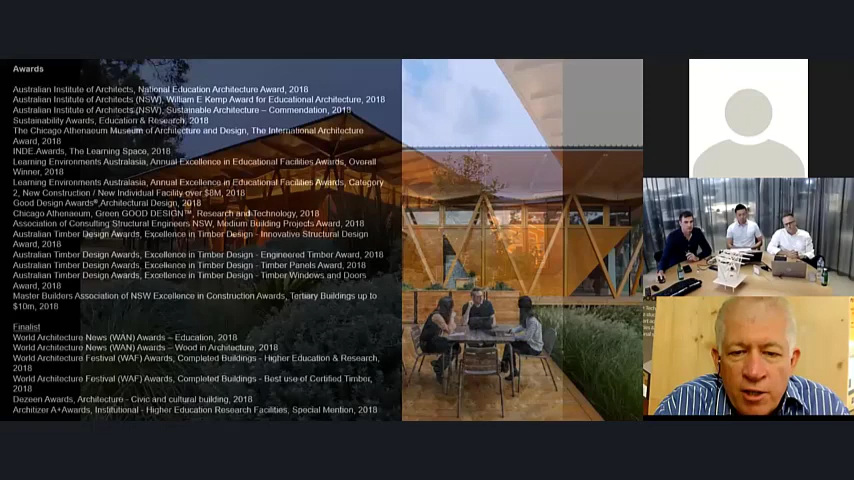 Awards
Australian Institute of Architects, National Education Architecture Award, 2018
Australian Institute of Architects (NSW), William E Kemp Award for Educational Architecture, 2018
Australian Institute of Architects (NSW), Sustainable Architecture – Commendation, 2018
Sustainability Awards, Education & Research, 2018
The Chicago Athenaeum Museum of Architecture and Design, The International Architecture
Award, 2018
INDE Awards, The Learning Space, 2018
Learning Environments Australasia, Annual Excellence in Educational Facilities Awards, Overall
Winner, 2018
Learning Environments Australasia, Annual Excellence in Educational Facilities Awards, Category
2, New Construction / New Individual Facility over $8M, 2018
Good Design Awards® Architectural Design, 2018
Chicago Athenaeum, Green GOOD DESIGN™, Research and Technology, 2018
Association of Consulting Structural Engineers NSW, Medium Building Projects Award, 2018
Australian Timber Design Awards, Excellence in Timber Design - Innovative Structural Design
Award, 2018
Australian Timber Design Awards, Excellence in Timber Design - Engineered Timber Award, 2018
Australian Timber Design Awards, Excellence in Timber Design - Timber Panels Award, 2018
Australian Timber Design Awards, Excellence in Timber Design - Timber Windows and Doors
Award, 2018
Master Builders Association of NSW Excellence in Construction Awards, Tertiary Buildings up to
$10m, 2018
Finalist
World Architecture News (WAN) Awards – Education, 2018
World Architecture News (WAN) Awards – Wood in Architecture, 2018
World Architecture Festival (WAF) Awards, Completed Buildings - Higher Education & Research,
2018
World Architecture Festival (WAF) Awards, Completed Buildings - Best use of Certified Timber,
2018
Dezeen Awards, Architecture - Civic and cultural building, 2018
Architizer A+Awards, Institutional - Higher Education Research Facilities, Special Mention, 2018